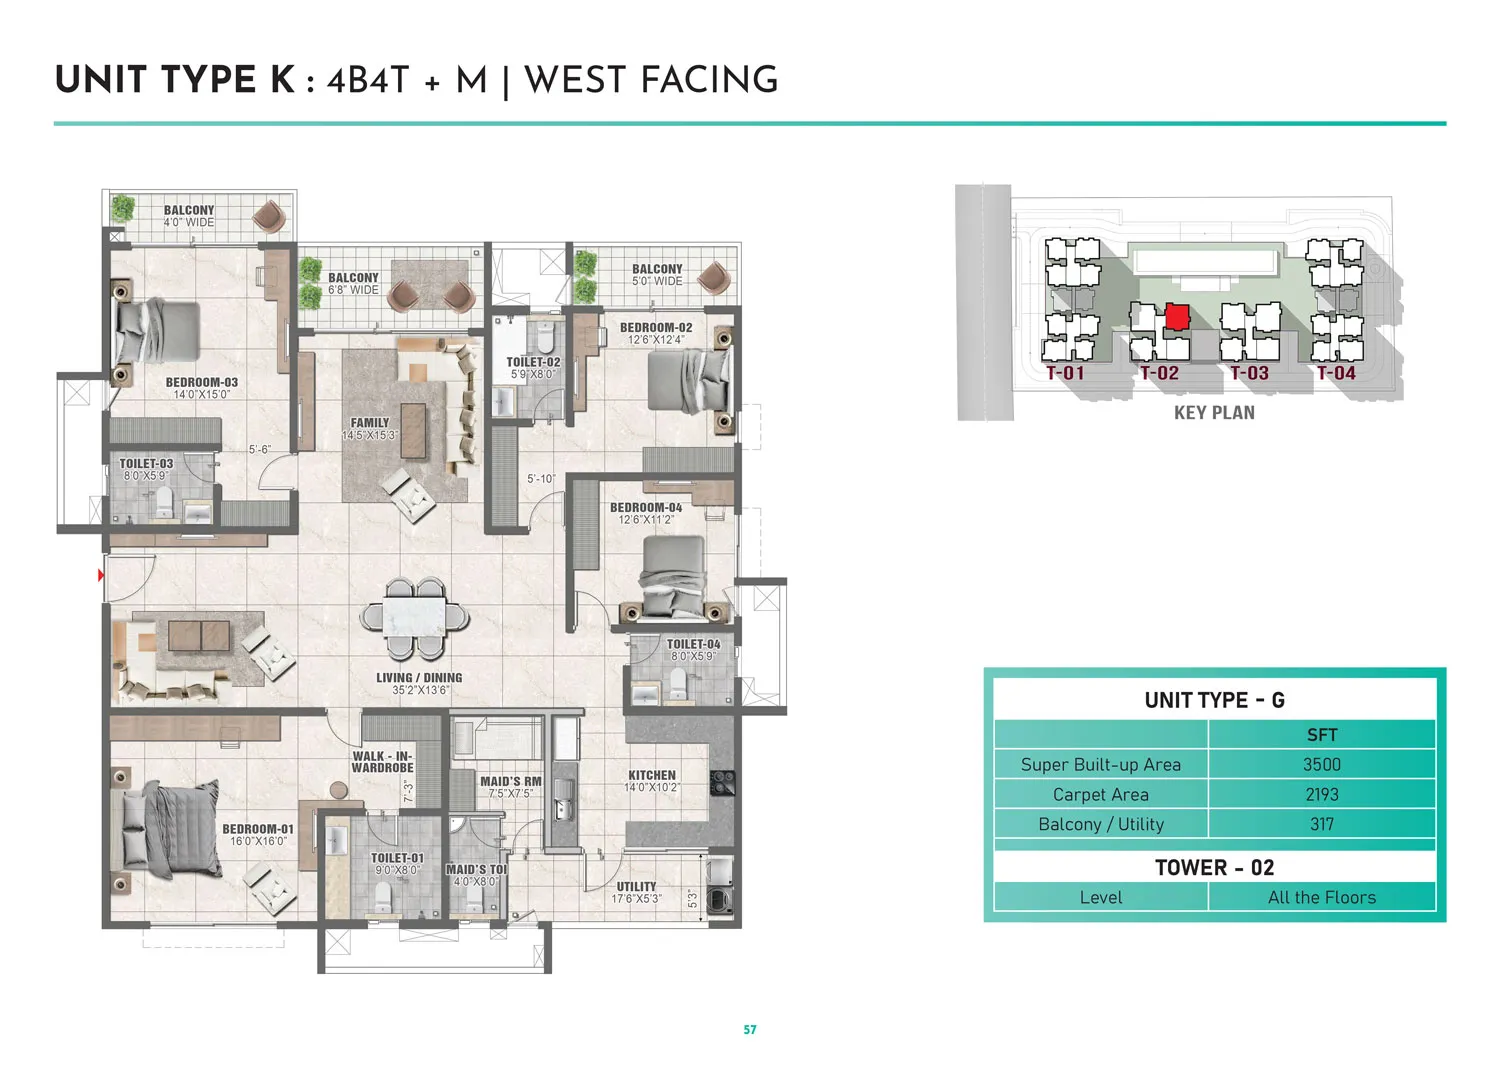 UNIT TYPE K : 4B4T + M | WEST FACING
BALCONY
4'0" WIDE
BALCONY
6'8" WIDE
BALCONY
5'0" WIDE
BEDROOM-03
14'0"X15'0"
FAMILY
14'5"X15'3"
TOILET-02
5'9"X8'0"
BEDROOM-02
12'6"X12'4"
5'-6"
TOILET-03
8'0"X5'9"
5'-10"
BEDROOM-04
12'6"X11'2"
TOILET-04
8'0"X5'9"
LIVING / DINING
35'2"X13'6"
WALK - IN-
WARDROBE
7'-3"
MAID'S RM
7'5"X7'5"
KITCHEN
14'0"X10'2"
BEDROOM-01
16'0"X16'0"
TOILET-01
9'0"X8'0"
MAID'S TOI
4'0"X8'0"
UTILITY
17'6"X5'3"
5'3"
T-01
T-02
T-03
T-04
KEY PLAN
UNIT TYPE - G
SFT
Super Built-up Area 3500
Carpet Area 2193
Balcony / Utility 317
TOWER - 02
Level All the Floors
57